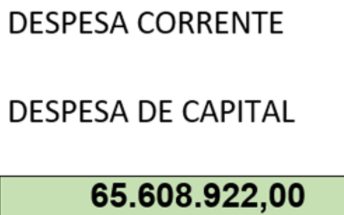 DESPESA CORRENTE
DESPESA DE CAPITAL
65.608.922,00